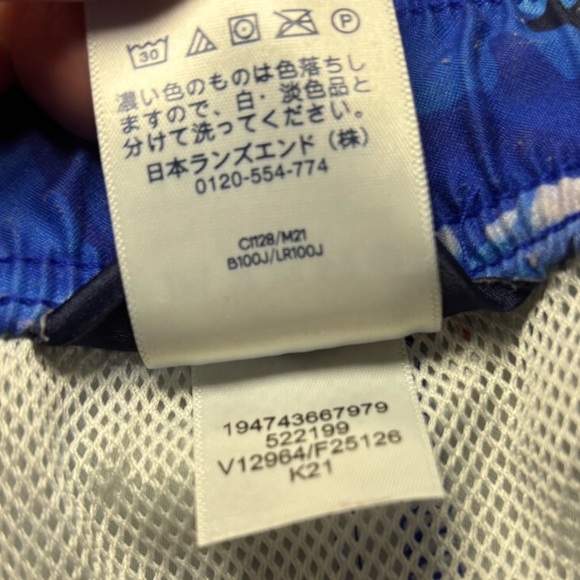 30 P
濃い色のものは色落ちし
ますので、白・淡色品と
分けて洗ってください。
日本ランズエンド（株）
0120-554-774
CI128/M21
B100J/LR100J
194743667979
522199
V12964/F25126
K21